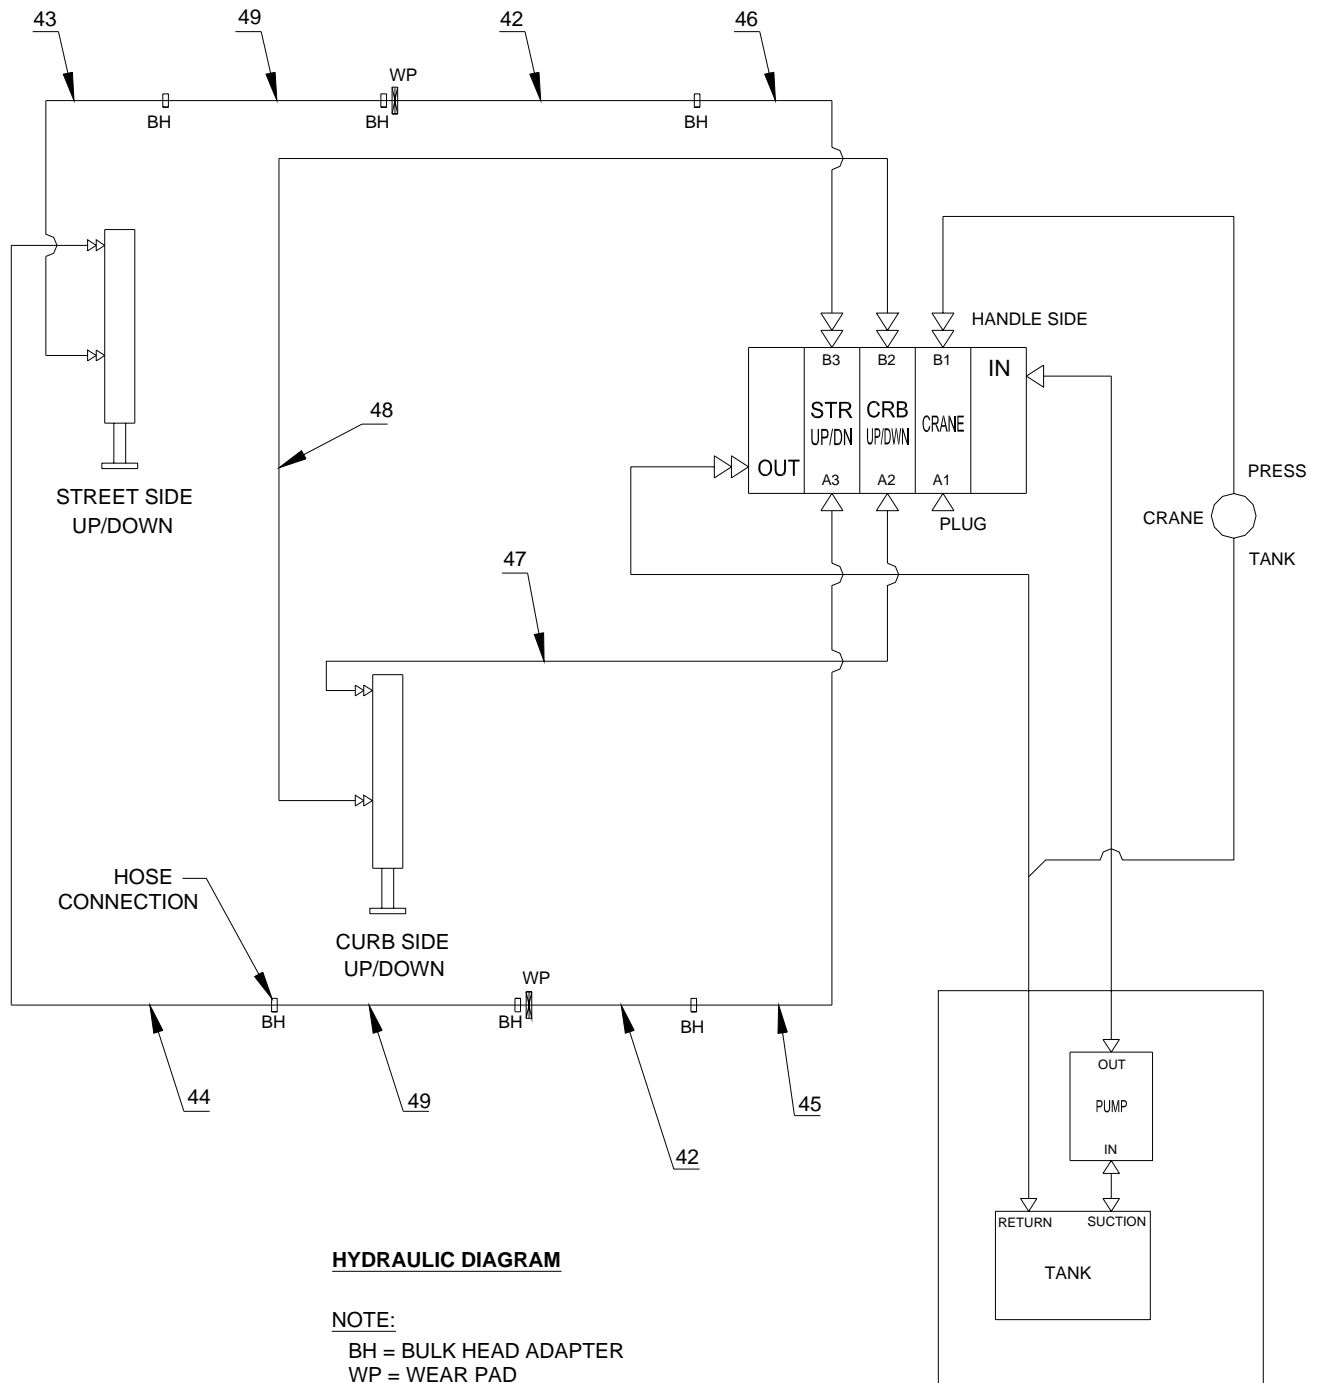 43
49
42
46
WP
BH
BH
BH
HANDLE SIDE
B3
B2
B1
IN
STR
UP/DN
CRB
UP/DWN
CRANE
OUT
A3
A2
A1
PLUG
48
STREET SIDE
UP/DOWN
PRESS
CRANE
TANK
47
HOSE
CONNECTION
CURB SIDE
UP/DOWN
WP
BH
BH
BH
44
49
42
45
OUT
PUMP
IN
RETURN
SUCTION
TANK
HYDRAULIC DIAGRAM
NOTE:
BH = BULK HEAD ADAPTER
WP = WEAR PAD